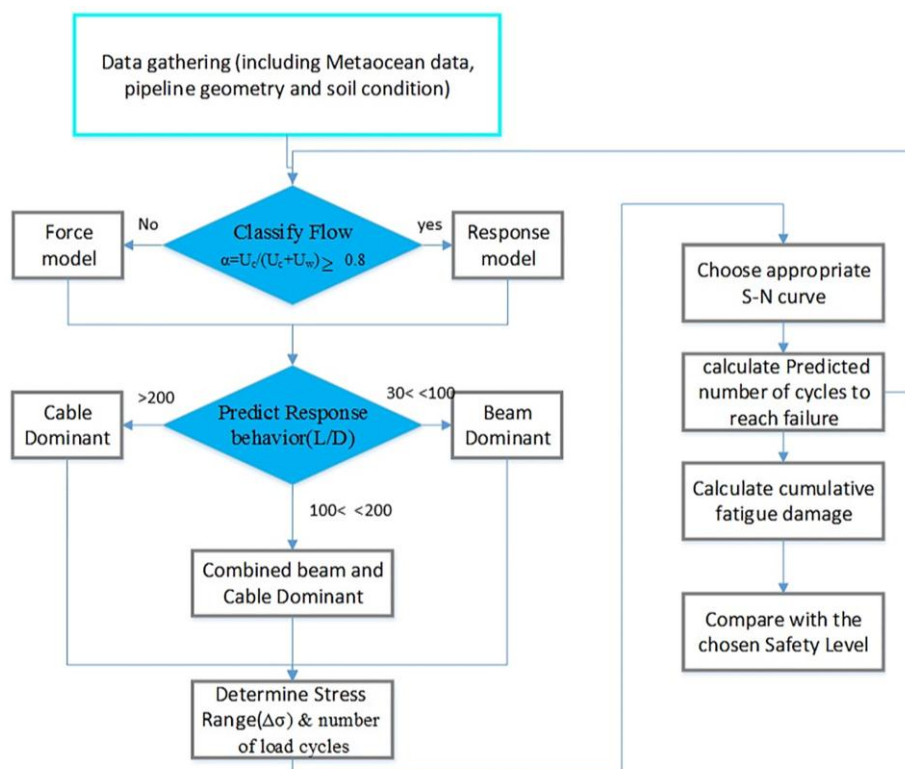 Data gathering (including Metaocean data,
pipeline geometry and soil condition)
No
yes
Force
model
Classify Flow
α=Uc/(Uc+Uw)≥ 0.8
Response
model
>200
30< <100
Cable
Dominant
Predict Response
behavior(L/D)
Beam
Dominant
100< <200
Combined beam and
Cable Dominant
Determine Stress
Range(Δσ) & number
of load cycles
Choose appropriate
S-N curve
calculate Predicted
number of cycles to
reach failure
Calculate cumulative
fatigue damage
Compare with the
chosen Safety Level